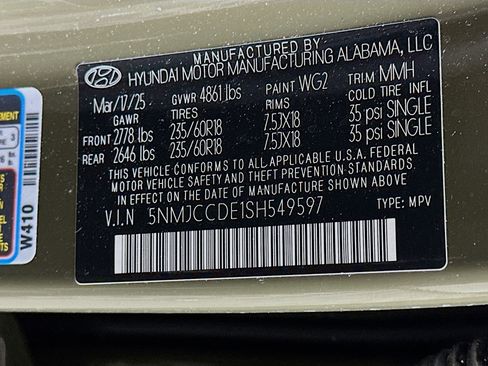 MANUFACTURED BY
HYUNDAI MOTOR MANUFACTURING ALABAMA, LLC
Mar/17/25 GVWR 4861 lbs PAINT WG2 TRIM MMH
GAWR TIRES RIMS COLD TIRE INFL
FRONT 2778 lbs 235/60R18 7.5JX18 35 psi SINGLE
REAR 2646 lbs 235/60R18 7.5JX18 35 psi SINGLE
THIS VEHICLE CONFORMS TO ALL APPLICABLE U.S.A. FEDERAL
MOTOR VEHICLE SAFETY AND THEFT PREVENTION STANDARDS
IN EFFECT ON THE DATE OF MANUFACTURE SHOWN ABOVE.
V.I.N 5NMJCCDE1SH549597 TYPE: MPV
W410